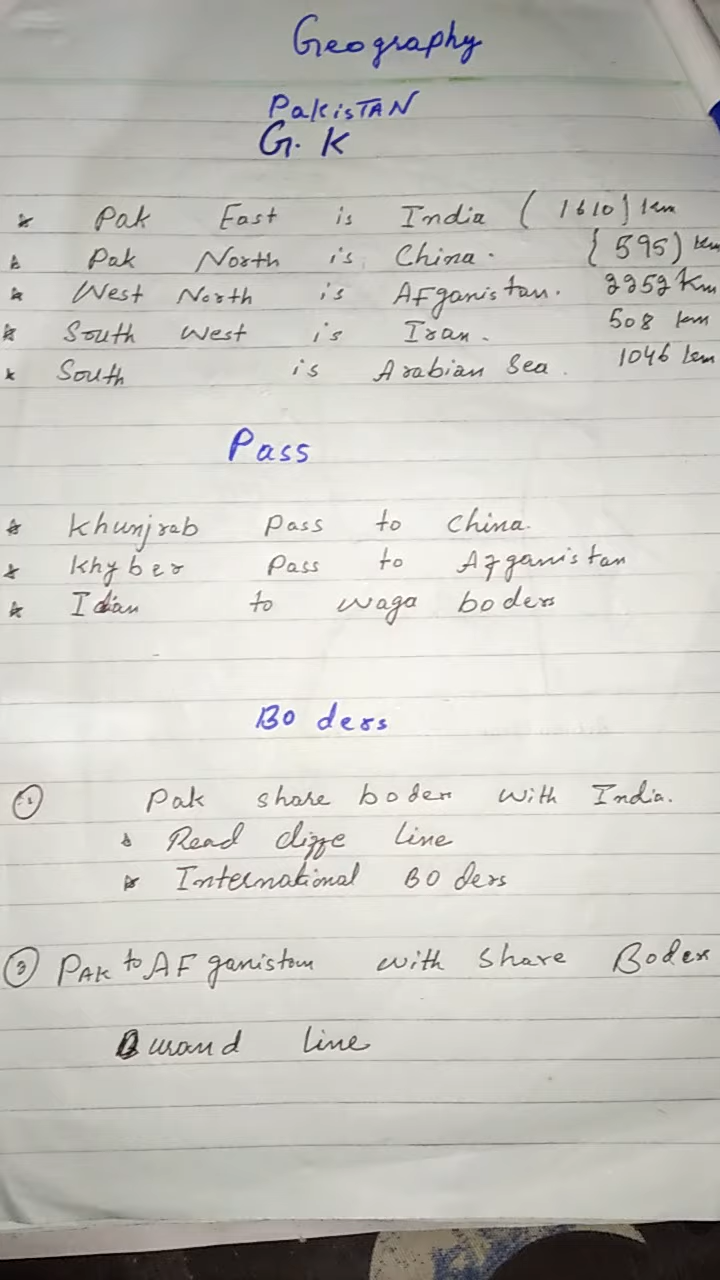 Geography
PakisTAN
G. K
* Pak East is India ( 1610) km
* Pak North is China. (595) km
* West North is AFganistan. 2252 Km
* South West is Iran. 508 km
* South is Arabian Sea. 1046 km
Pass
* Khunjrab Pass to China.
* Khyber Pass to Afganistan
* Idian to waga boders
Boders
① Pak share boder with India.
* Read cliffe line
* International Boders
② PAK to AFganistan with share Boder
Durand line